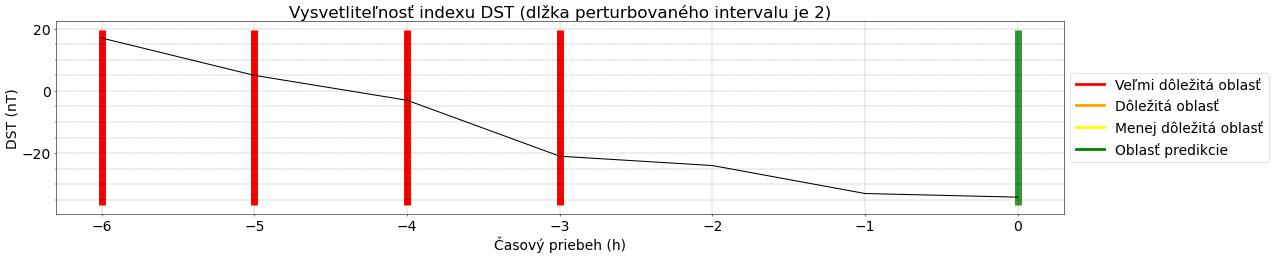 Vysvetliteľnosť indexu DST (dĺžka perturbovaného intervalu je 2)
DST (nT)
20
0
−20
−6 −5 −4 −3 −2 −1 0
Časový priebeh (h)
Veľmi dôležitá oblasť
Dôležitá oblasť
Menej dôležitá oblasť
Oblasť predikcie